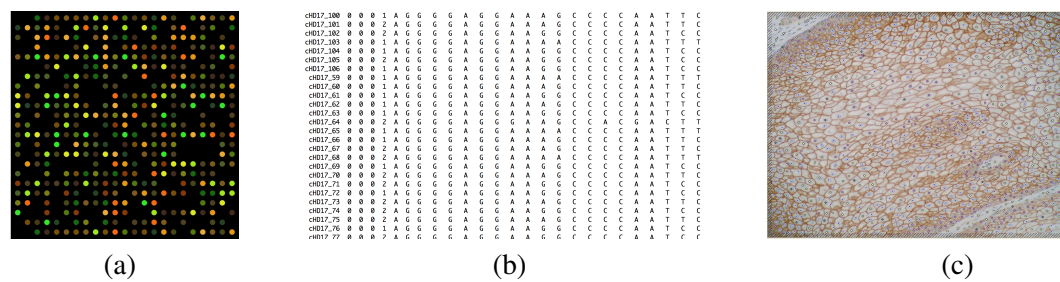 cHD17_100 0 0 0 1 A G G G G A G G A A A G C C C C A A T T C
cHD17_101 0 0 0 2 A G G G G A G G A A G G C C C C A A T C C
cHD17_102 0 0 0 2 A G G G G A G G A A G G C C C C A A T
cHD17_103 0 0 0 1 A G G G G A G G A A A A C C C C A A T T T
cHD17_104 0 0 0 1 A G G G G A G G A A G G C C C C A A T C C
cHD17_105 0 0 0 2 A G G G G A G G A A G G C C C C A A T C C
cHD17_106 0 0 0 1 A G G G G A G G A A G G C C C C A A T C C
cHD17_59 0 0 0 1 A G G G G A G G A A A A C C C C A A T T T
cHD17_60 0 0 0 1 A G G G G A G G A A A G C C C C A A T T C
cHD17_61 0 0 0 1 A G G G G A G G A A G C C C C A A T C C
cHD17_62 0 0 0 1 A G G G G A G G A A A G C C C C A A T T C
cHD17_63 0 0 0 1 A G G G G A G G A A G G C C C C A A T C C
cHD17_64 0 0 0 2 A G G G G A G G A G A C G A C T T
cHD17_65 0 0 0 1 A G G G G A G G A A A A C C C C A A T T T
cHD17_66 0 0 0 1 A G G G G A G G A A A G C C C C A A T T C
cHD17_67 0 0 0 2 A G G G G A G G A A G G C C C C A A T C C
cHD17_68 0 0 0 2 A G G G G A G G A A A A C C C C A A T T T
cHD17_69 0 0 0 1 A G G G G A G G A A G G C C C C A A T C C
cHD17_70 0 0 0 2 A G G G G A G G A A A G C C C C A A T T C
cHD17_71 0 0 0 2 A G G G G A G G A A G G C C C C A A T C C
cHD17_72 0 0 0 1 A G G G G A G G A A G G C C C C A A T C C
cHD17_73 0 0 0 2 A G G G G A G G A A A G C C C C A A T T C
cHD17_74 0 0 0 2 A G G G G A G G A A G G C C C C A A T C C
cHD17_75 0 0 0 2 A G G G G A G G A A A G C C C C A A T T C
cHD17_76 0 0 0 1 A G G G G A G G A A G G C C C C A A T C C
cHD17_77 0 0 0 2 A G G G G A G G A A G G C C C C A A T C C
(a) (b) (c)